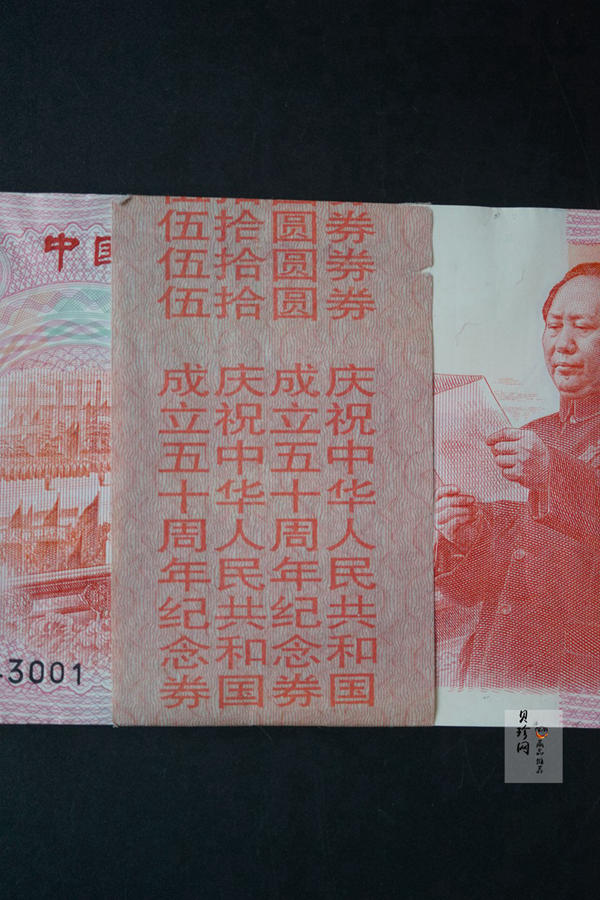 中国
伍拾圆券
伍拾圆券
伍拾圆券
庆祝中华人民共和国
成立五十周年纪念券
庆祝中华人民共和国
成立五十周年纪念券
3001
贝珍网